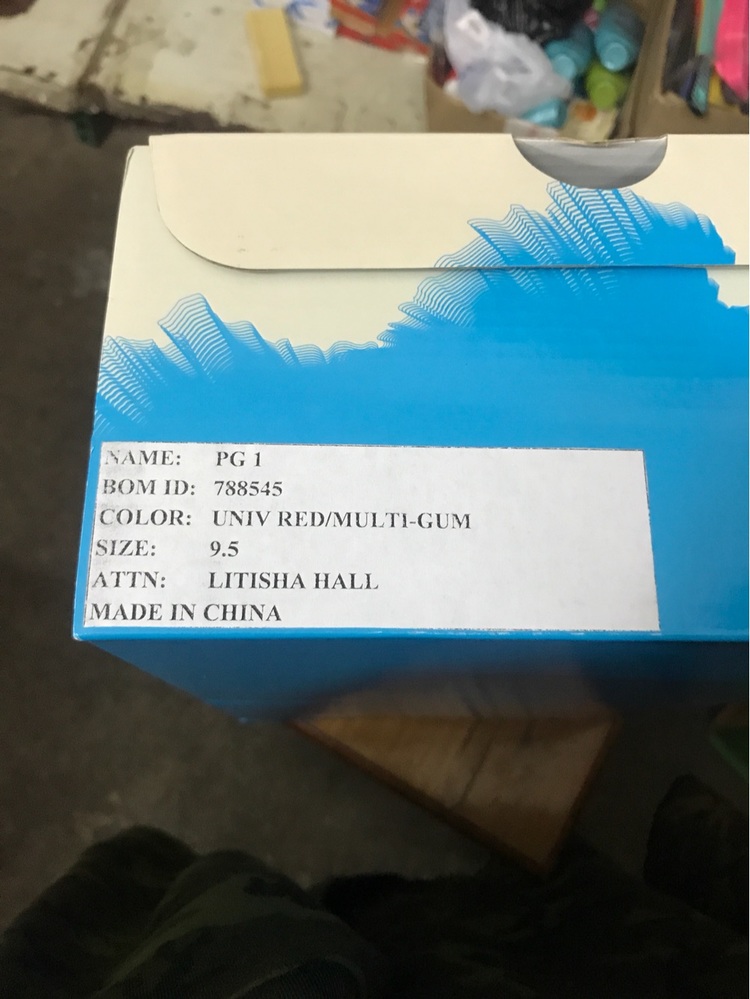 NAME: PG 1
BOM ID: 788545
COLOR: UNIV RED/MULTI-GUM
SIZE: 9.5
ATTN: LITISHA HALL
MADE IN CHINA